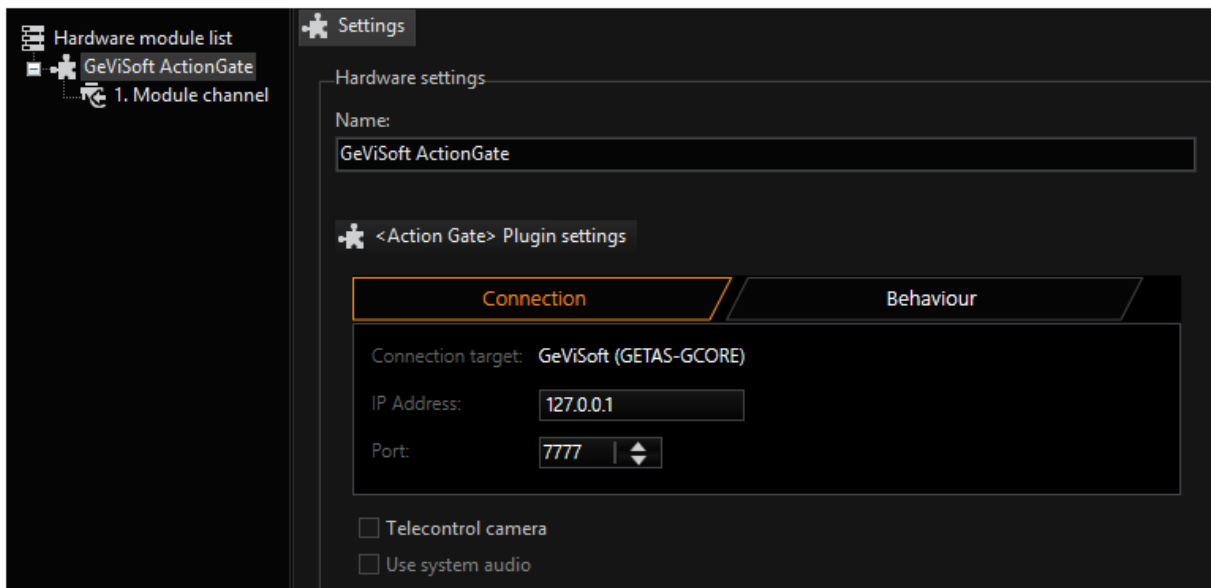 Hardware module list
GeViSoft ActionGate
1. Module channel
Settings
Hardware settings
Name:
GeViSoft ActionGate
<Action Gate> Plugin settings
Connection
Behaviour
Connection target: GeViSoft (GETAS-GCORE)
IP Address: 127.0.0.1
Port: 7777
Telecontrol camera
Use system audio